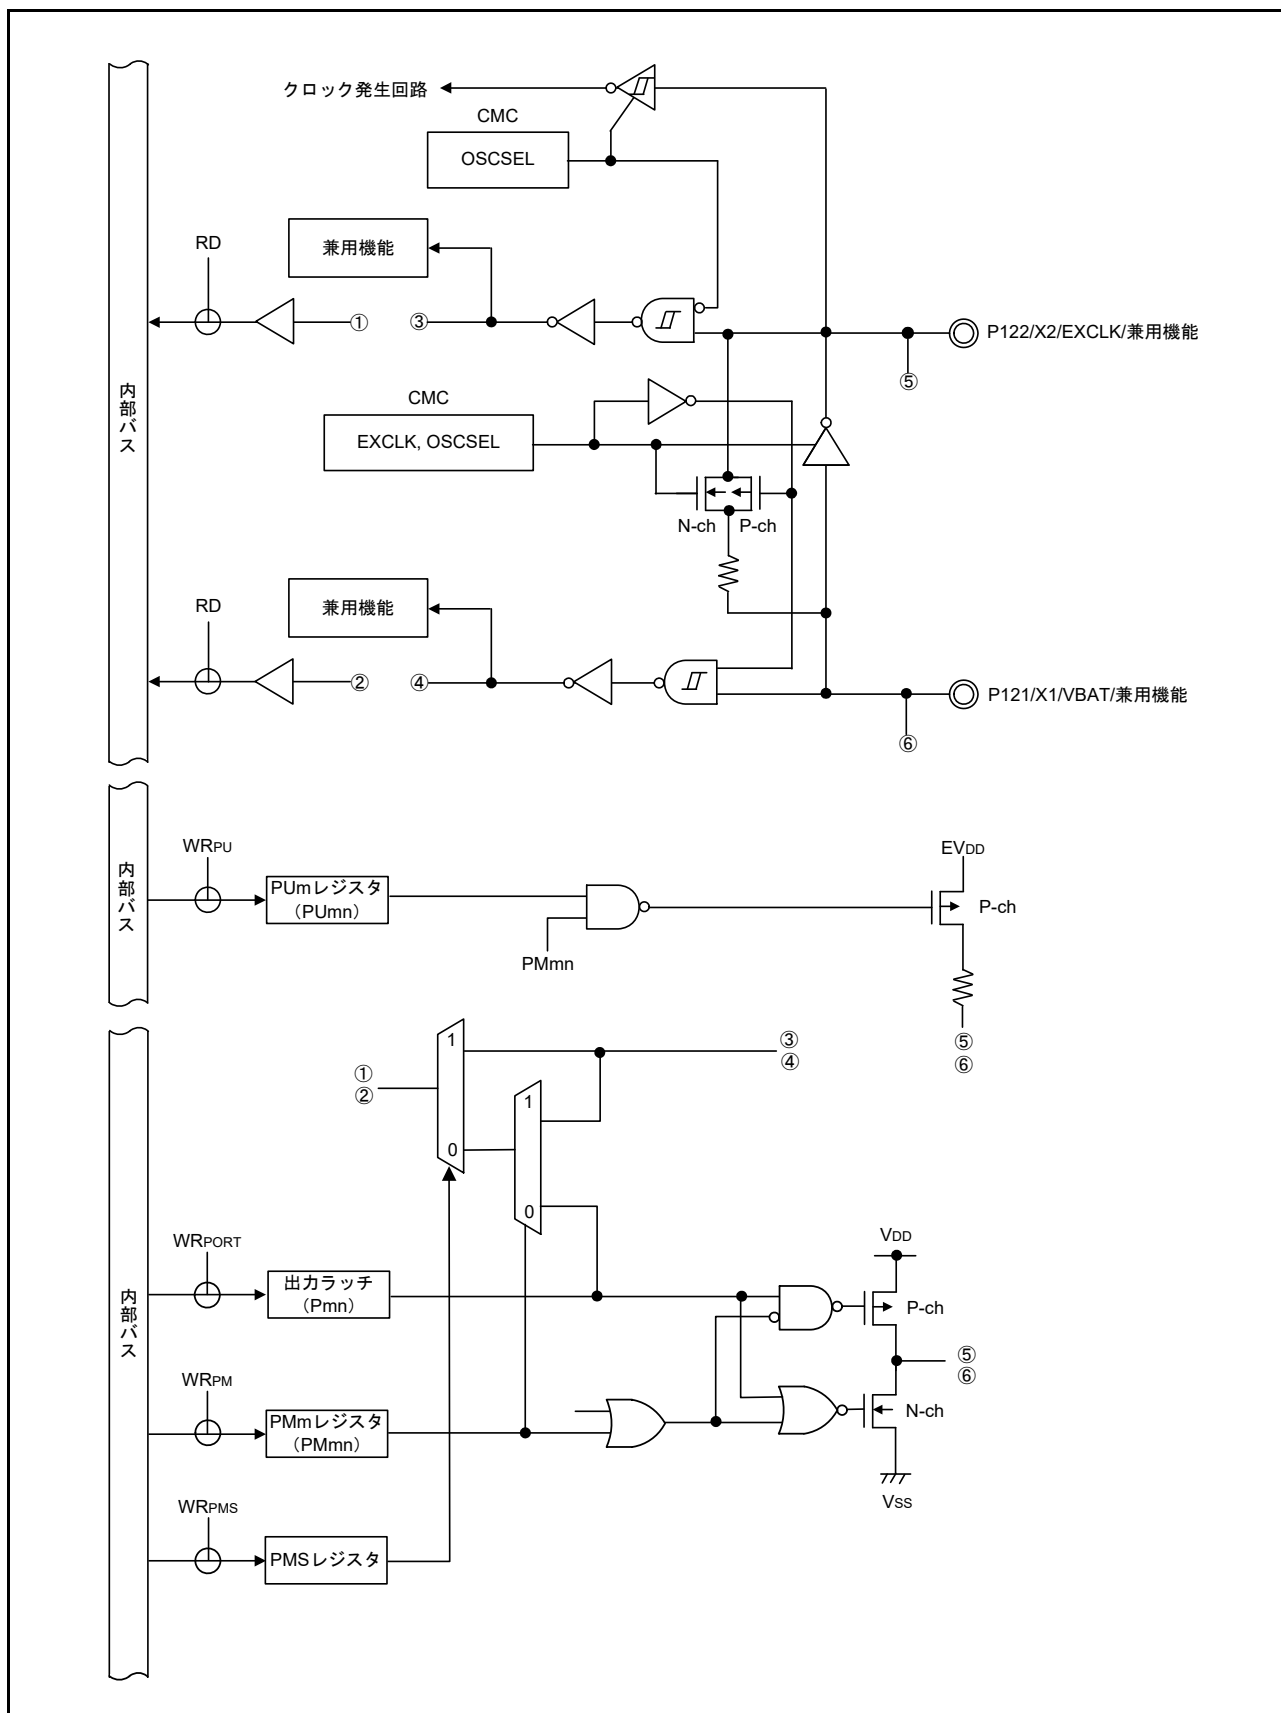 クロック発生回路
CMC
OSCSEL
RD
兼用機能
①
③
P122/X2/EXCLK/兼用機能
⑤
内部バス
CMC
EXCLK, OSCSEL
N-ch
P-ch
RD
兼用機能
②
④
P121/X1/VBAT/兼用機能
⑥
内部バス
WRPU
PUmレジスタ
（PUmn）
PMmn
EVDD
P-ch
⑤
⑥
1
③
④
①
②
1
0
0
内部バス
WRPORT
出力ラッチ
（Pmn）
VDD
P-ch
⑤
⑥
WRPM
PMmレジスタ
（PMmn）
N-ch
VSS
WRPMS
PMSレジスタ